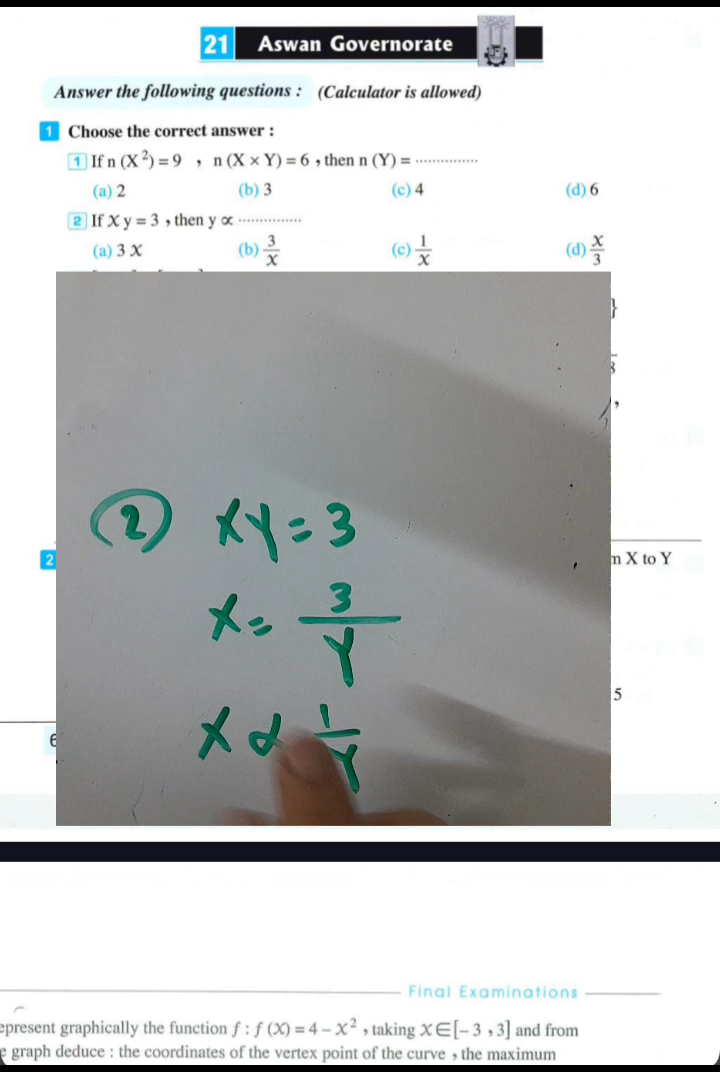 21 Aswan Governorate
Answer the following questions : (Calculator is allowed)
1 Choose the correct answer :
1 If n (X²) = 9 , n (X × Y) = 6 , then n (Y) = ...............
(a) 2 (b) 3 (c) 4 (d) 6
2 If X y = 3 , then y ∝ ...............
(a) 3 X (b) 3/X (c) 1/X (d) X/3
}
,
2 n X to Y
(2) XY = 3
X = 3/Y
5
X ∝ 1/Y
6
Final Examinations
epresent graphically the function f : f (X) = 4 – X² , taking X ∈ [– 3 , 3] and from
e graph deduce : the coordinates of the vertex point of the curve , the maximum